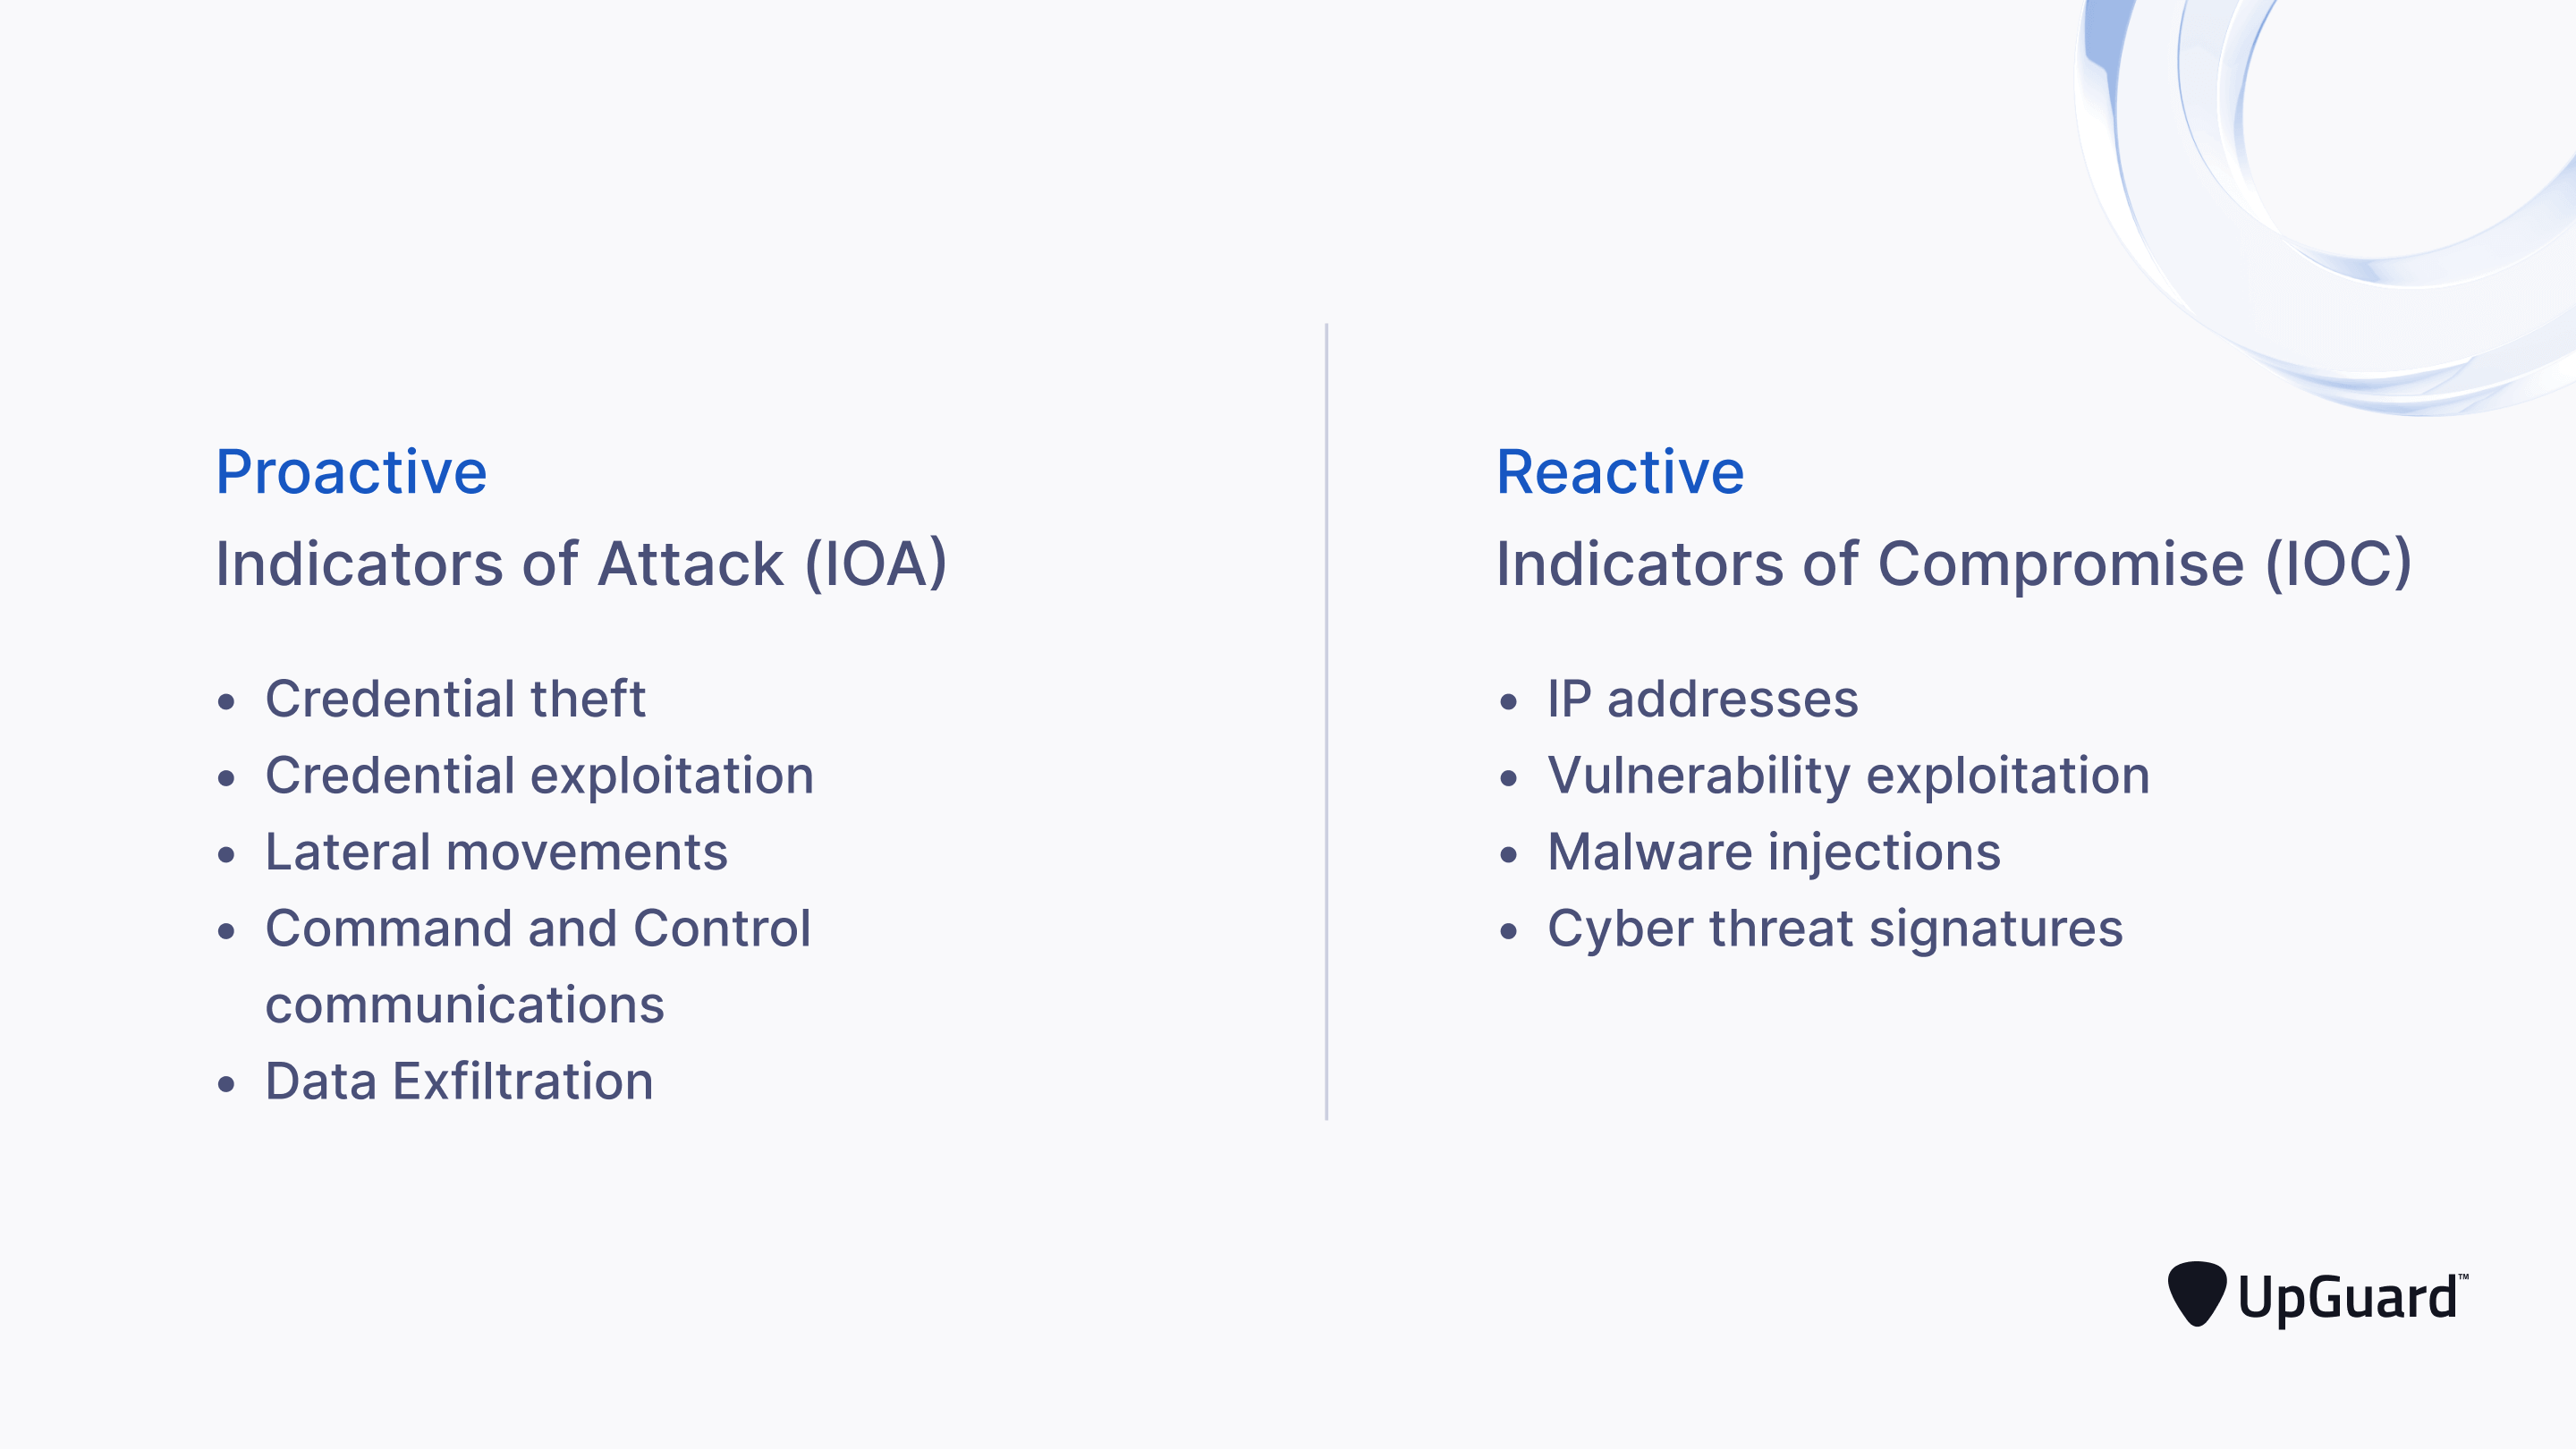 Proactive
Indicators of Attack (IOA)
• Credential theft
• Credential exploitation
• Lateral movements
• Command and Control
communications
• Data Exfiltration
Reactive
Indicators of Compromise (IOC)
• IP addresses
• Vulnerability exploitation
• Malware injections
• Cyber threat signatures
UpGuard™